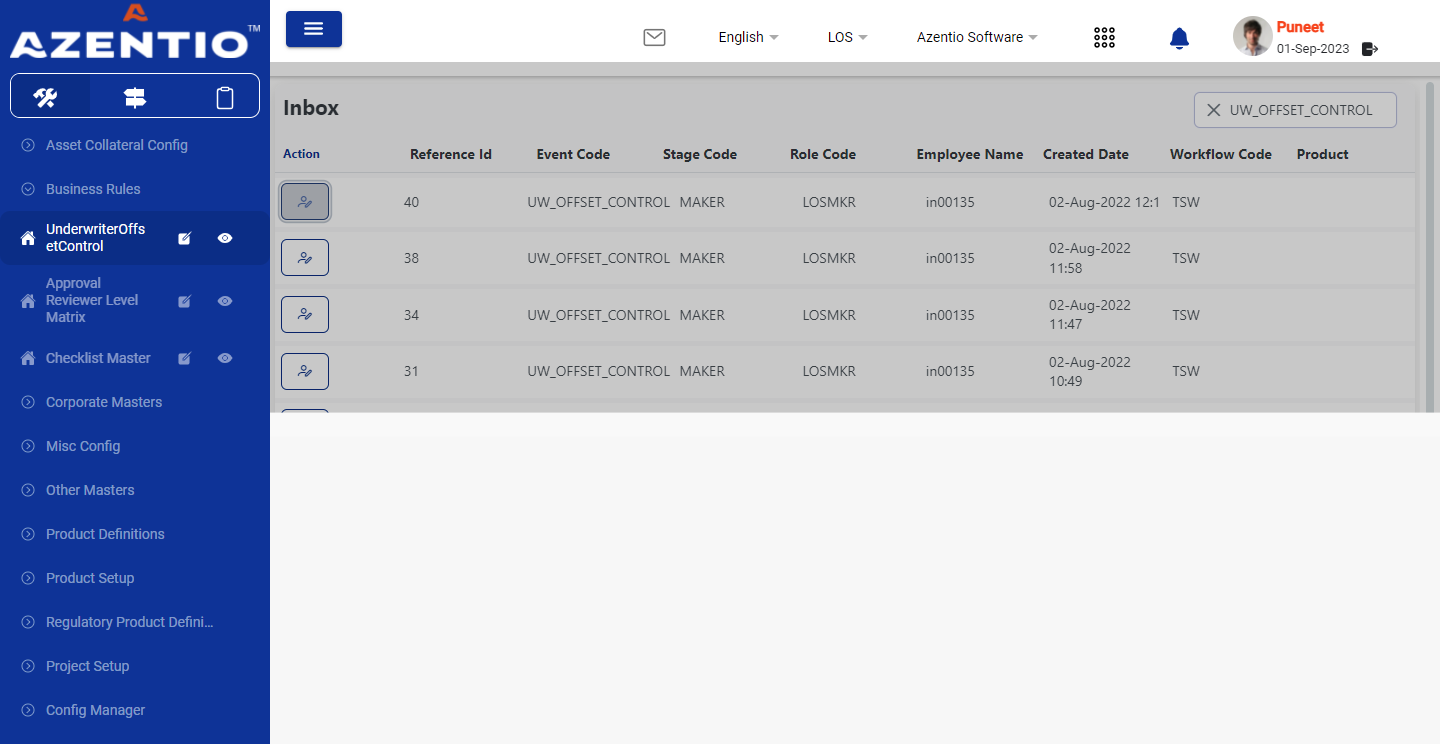 AZENTIO™
English
LOS
Azentio Software
Puneet
01-Sep-2023
Asset Collateral Config
Business Rules
UnderwriterOffs
etControl
Approval
Reviewer Level
Matrix
Checklist Master
Corporate Masters
Misc Config
Other Masters
Product Definitions
Product Setup
Regulatory Product Defini...
Project Setup
Config Manager
Inbox
UW_OFFSET_CONTROL
Action Reference Id Event Code Stage Code Role Code Employee Name Created Date Workflow Code Product
40 UW_OFFSET_CONTROL MAKER LOSMKR in00135 02-Aug-2022 12:1 TSW
38 UW_OFFSET_CONTROL MAKER LOSMKR in00135 02-Aug-2022 11:58 TSW
34 UW_OFFSET_CONTROL MAKER LOSMKR in00135 02-Aug-2022 11:47 TSW
31 UW_OFFSET_CONTROL MAKER LOSMKR in00135 02-Aug-2022 10:49 TSW